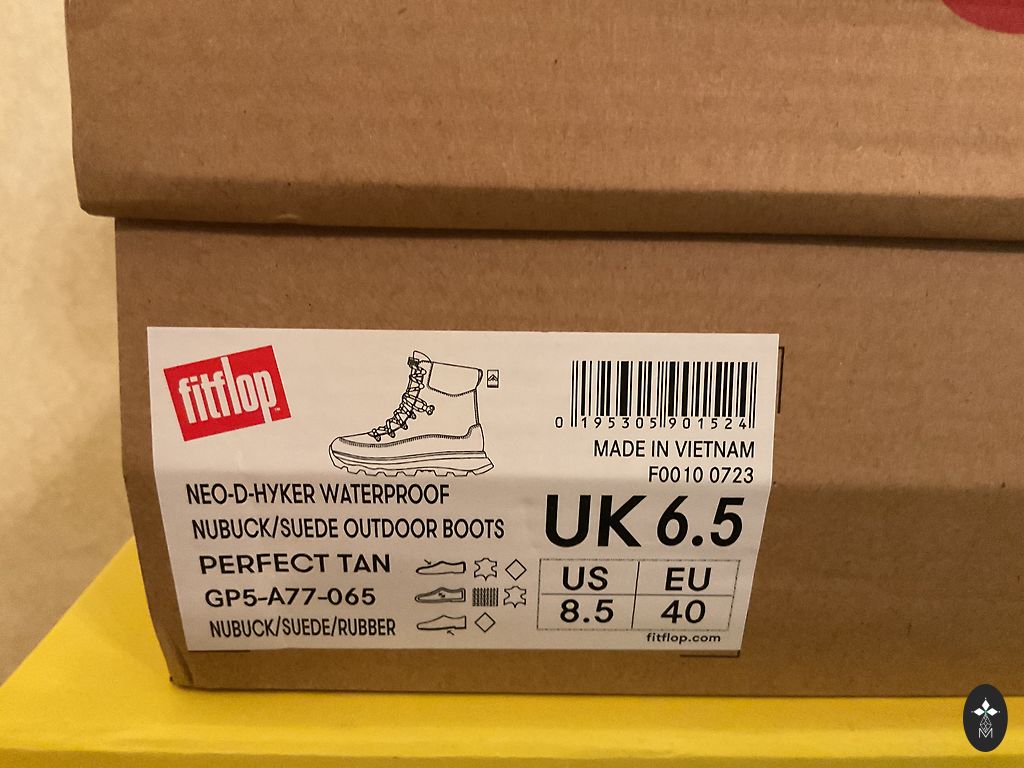 fitflop
0 195305 901524
MADE IN VIETNAM
F0010 0723
NEO-D-HYKER WATERPROOF
NUBUCK/SUEDE OUTDOOR BOOTS
PERFECT TAN
GP5-A77-065
NUBUCK/SUEDE/RUBBER
UK 6.5
US EU
8.5 40
fitflop.com
M